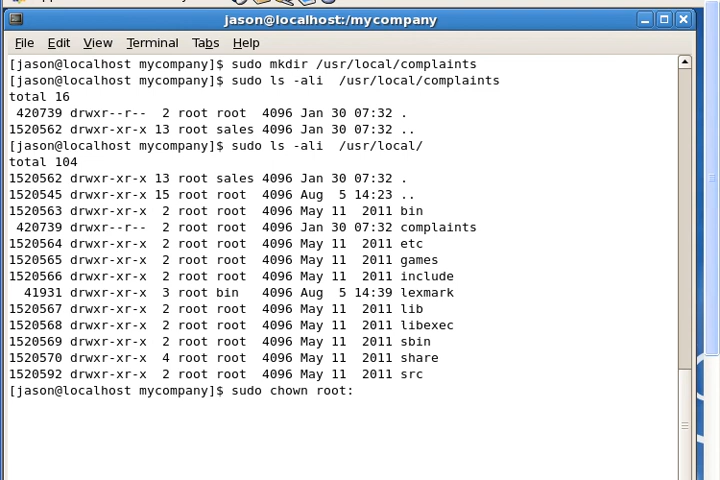 jason@localhost:/mycompany
File Edit View Terminal Tabs Help
[jason@localhost mycompany]$ sudo mkdir /usr/local/complaints
[jason@localhost mycompany]$ sudo ls -ali  /usr/local/complaints
total 16
 420739 drwxr--r--  2 root root  4096 Jan 30 07:32 .
1520562 drwxr-xr-x 13 root sales 4096 Jan 30 07:32 ..
[jason@localhost mycompany]$ sudo ls -ali  /usr/local/
total 104
1520562 drwxr-xr-x 13 root sales 4096 Jan 30 07:32 .
1520545 drwxr-xr-x 15 root root  4096 Aug  5 14:23 ..
1520563 drwxr-xr-x  2 root root  4096 May 11  2011 bin
 420739 drwxr--r--  2 root root  4096 Jan 30 07:32 complaints
1520564 drwxr-xr-x  2 root root  4096 May 11  2011 etc
1520565 drwxr-xr-x  2 root root  4096 May 11  2011 games
1520566 drwxr-xr-x  2 root root  4096 May 11  2011 include
  41931 drwxr-xr-x  3 root bin   4096 Aug  5 14:39 lexmark
1520567 drwxr-xr-x  2 root root  4096 May 11  2011 lib
1520568 drwxr-xr-x  2 root root  4096 May 11  2011 libexec
1520569 drwxr-xr-x  2 root root  4096 May 11  2011 sbin
1520570 drwxr-xr-x  4 root root  4096 May 11  2011 share
1520592 drwxr-xr-x  2 root root  4096 May 11  2011 src
[jason@localhost mycompany]$ sudo chown root: